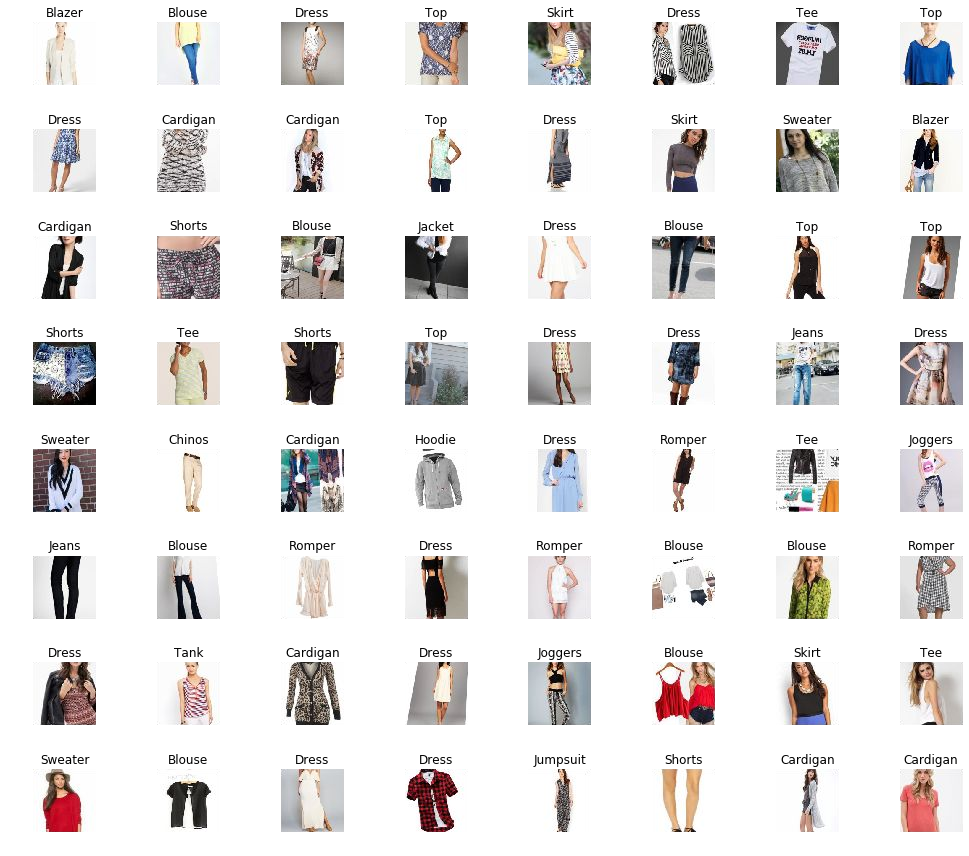 Blazer Blouse Dress Top Skirt Dress Tee Top
Dress Cardigan Cardigan Top Dress Skirt Sweater Blazer
Cardigan Shorts Blouse Jacket Dress Blouse Top Top
Shorts Tee Shorts Top Dress Dress Jeans Dress
Sweater Chinos Cardigan Hoodie Dress Romper Tee Joggers
Jeans Blouse Romper Dress Romper Blouse Blouse Romper
Dress Tank Cardigan Dress Joggers Blouse Skirt Tee
Sweater Blouse Dress Dress Jumpsuit Shorts Cardigan Cardigan